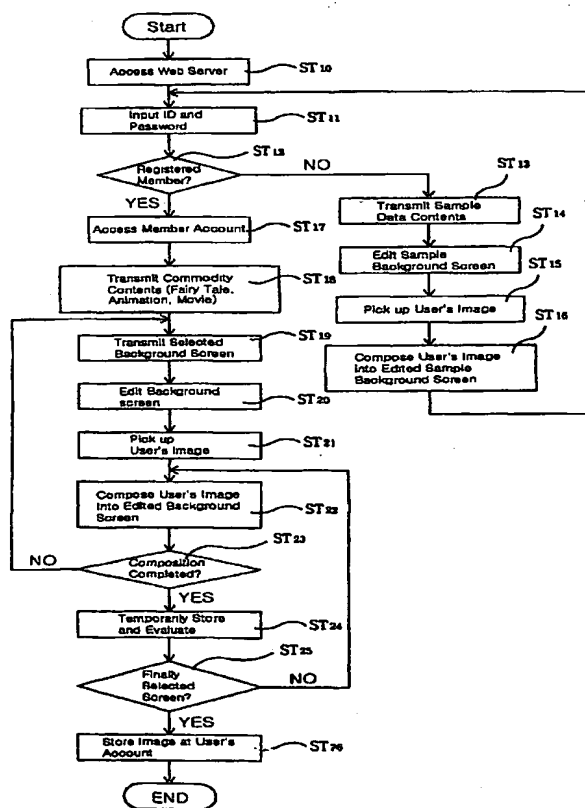 Start
Access Web Server
ST10
Input ID and
Password
ST11
Registered
Member?
ST12
NO
YES
Transmit Sample
Data Contents
ST13
Edit Sample
Background Screen
ST14
Pick up User's Image
ST15
Compose User's Image
Into Edited Sample
Background Screen
ST16
Access Member Account
ST17
Transmit Commodity
Contents (Fairy Tale,
Animation, Movie)
ST18
Transmit Selected
Background Screen
ST19
Edit Background
screen
ST20
Pick up
User's Image
ST21
Compose User's Image
Into Edited Background
Screen
ST22
Composition
Completed?
ST23
NO
YES
Temporarily Store
and Evaluate
ST24
Finally
Selected
Screen?
ST25
NO
YES
Store Image at User's
Account
ST26
END